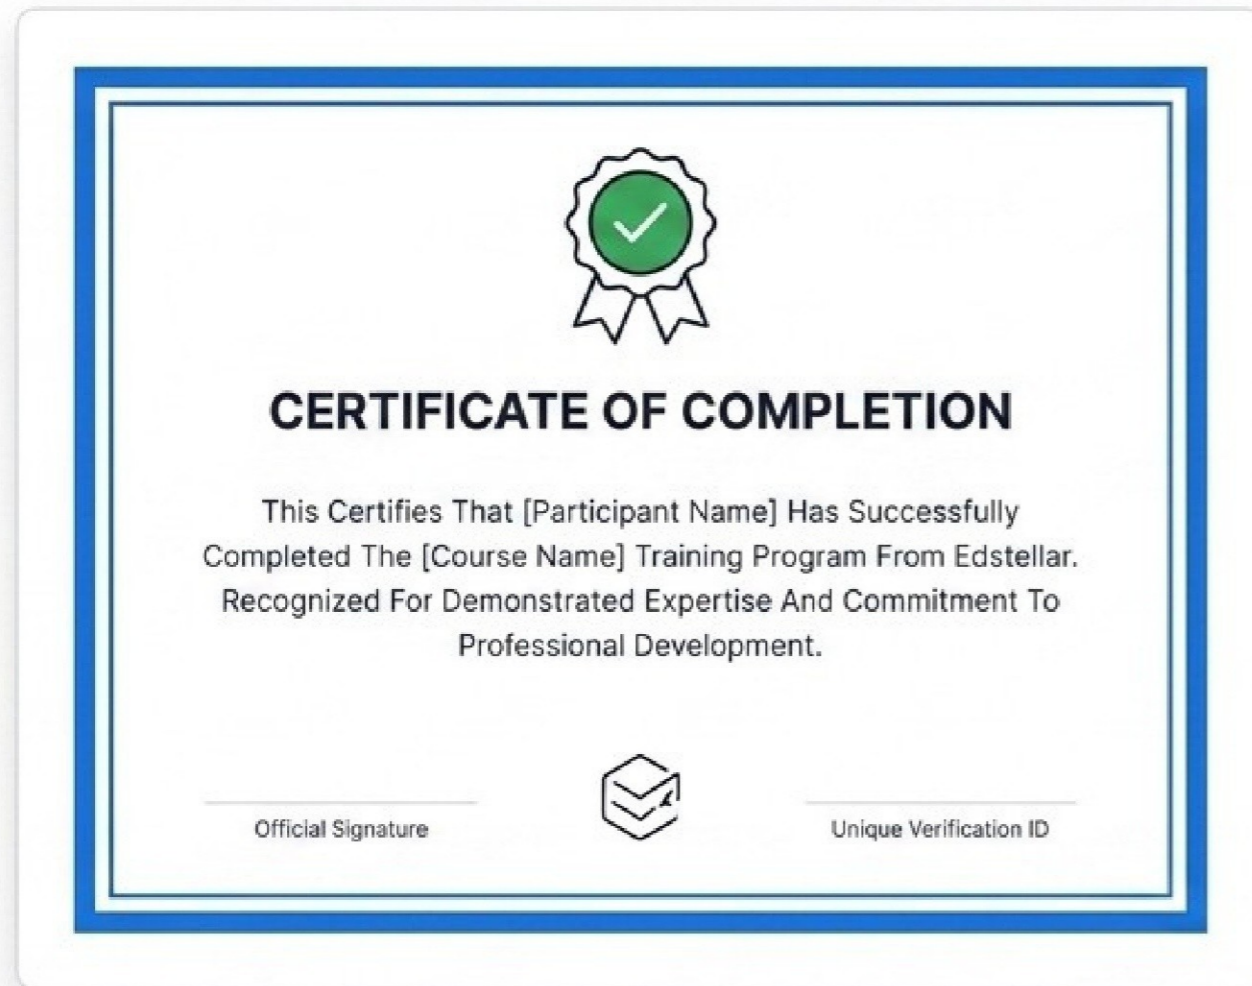 CERTIFICATE OF COMPLETION
This Certifies That [Participant Name] Has Successfully
Completed The [Course Name] Training Program From Edstellar.
Recognized For Demonstrated Expertise And Commitment To
Professional Development.
Official Signature
Unique Verification ID